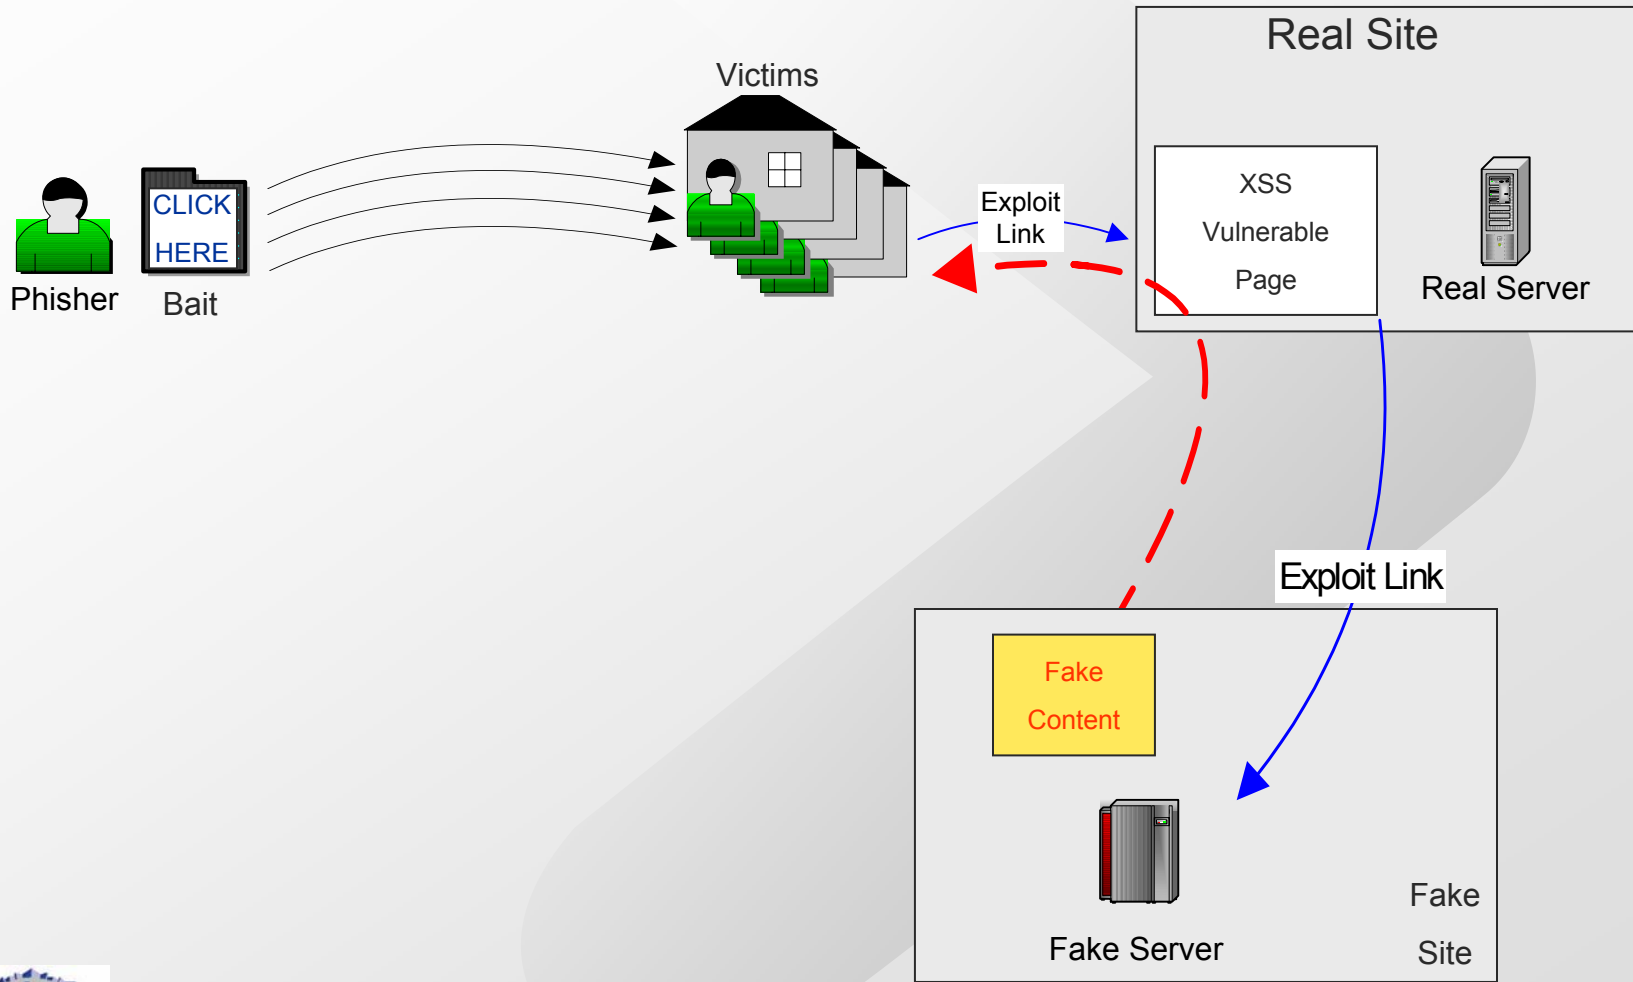 Real Site
Victims
CLICK
HERE
Phisher
Bait
Exploit
Link
XSS
Vulnerable
Page
Real Server
Exploit Link
Fake
Content
Fake Server
Fake
Site